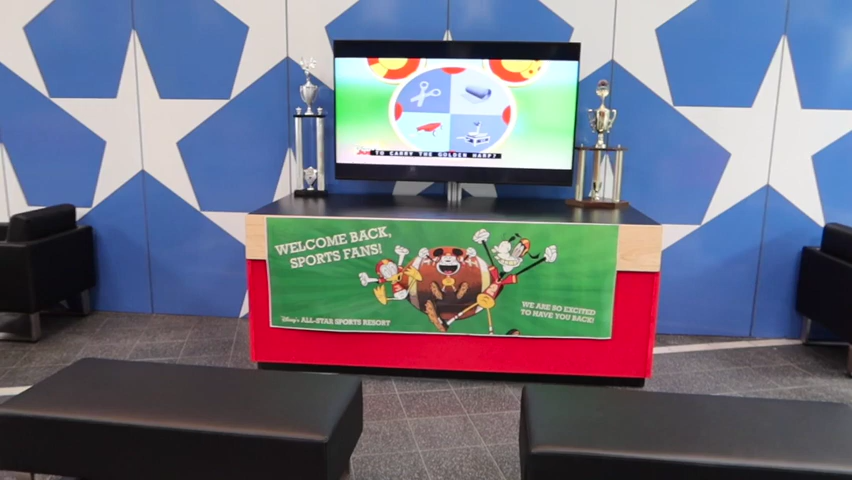 TO CARRY THE GOLDEN HARP?
WELCOME BACK,
SPORTS FANS!
WE ARE SO EXCITED
TO HAVE YOU BACK!
Disney's ALL-STAR SPORTS RESORT